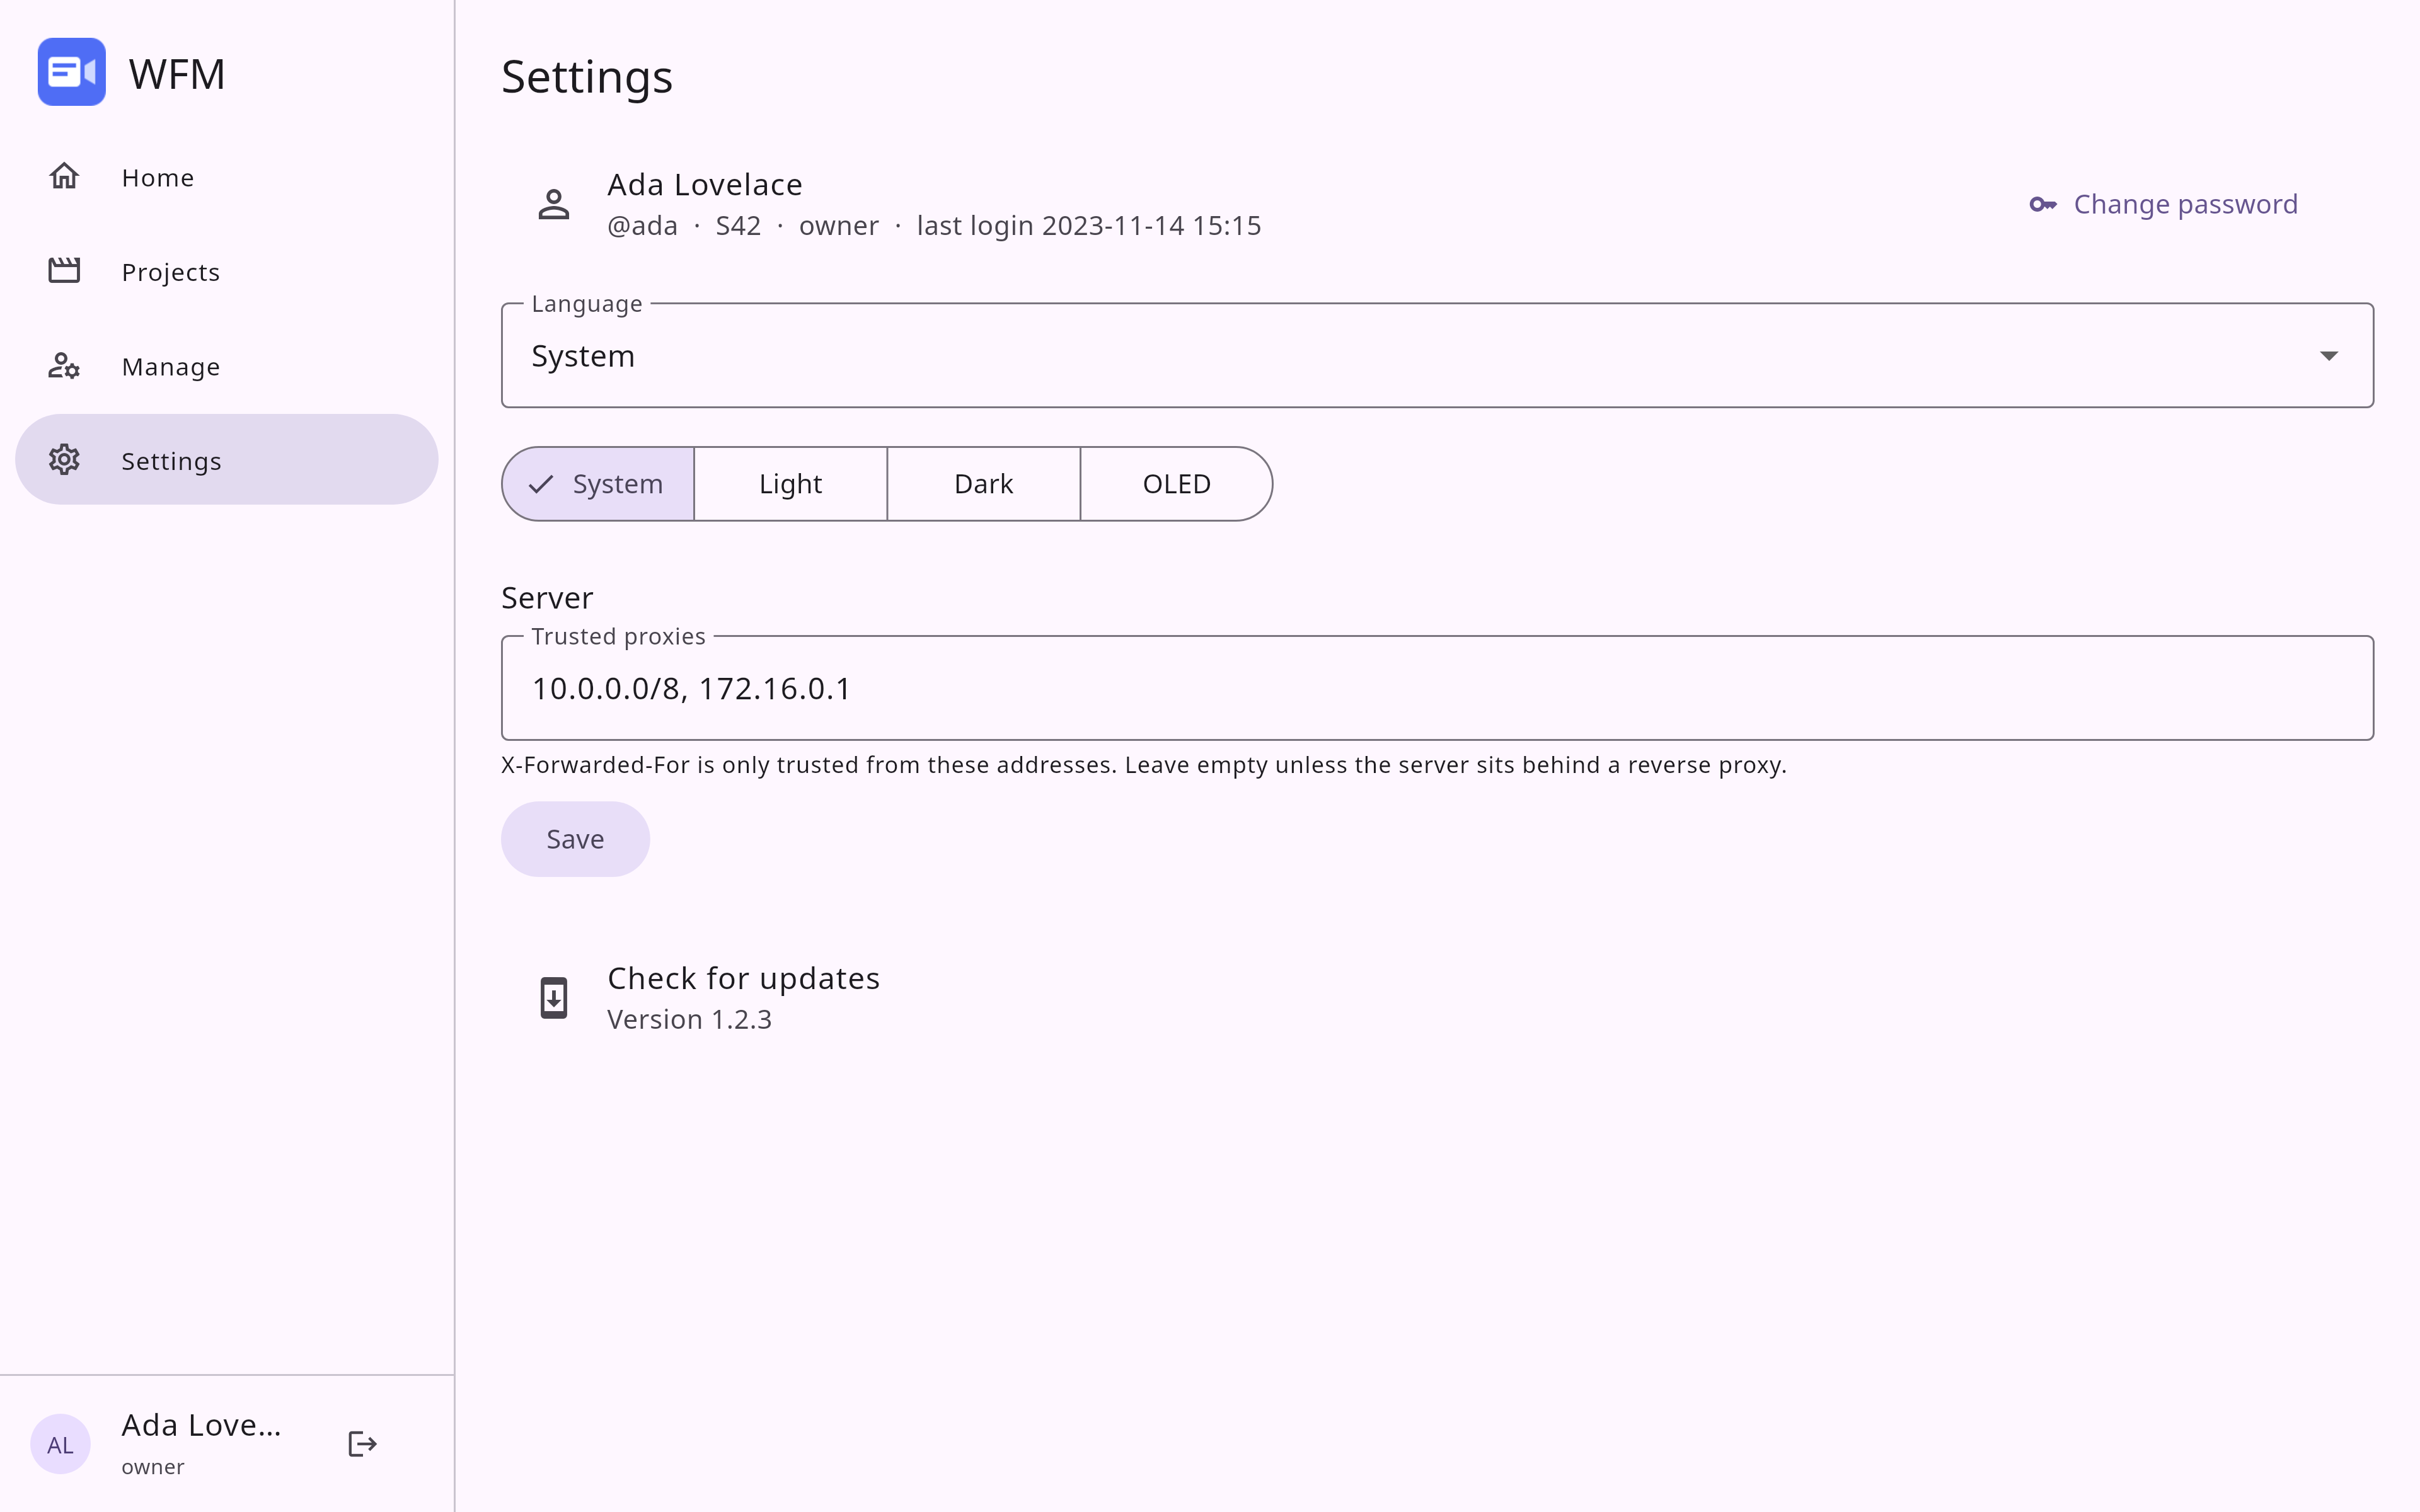 WFM
Home
Projects
Manage
Settings
Ada Love...
owner
AL
Settings
Ada Lovelace
@ada · S42 · owner · last login 2023-11-14 15:15
Change password
Language
System
System
Light
Dark
OLED
Server
Trusted proxies
10.0.0.0/8, 172.16.0.1
X-Forwarded-For is only trusted from these addresses. Leave empty unless the server sits behind a reverse proxy.
Save
Check for updates
Version 1.2.3